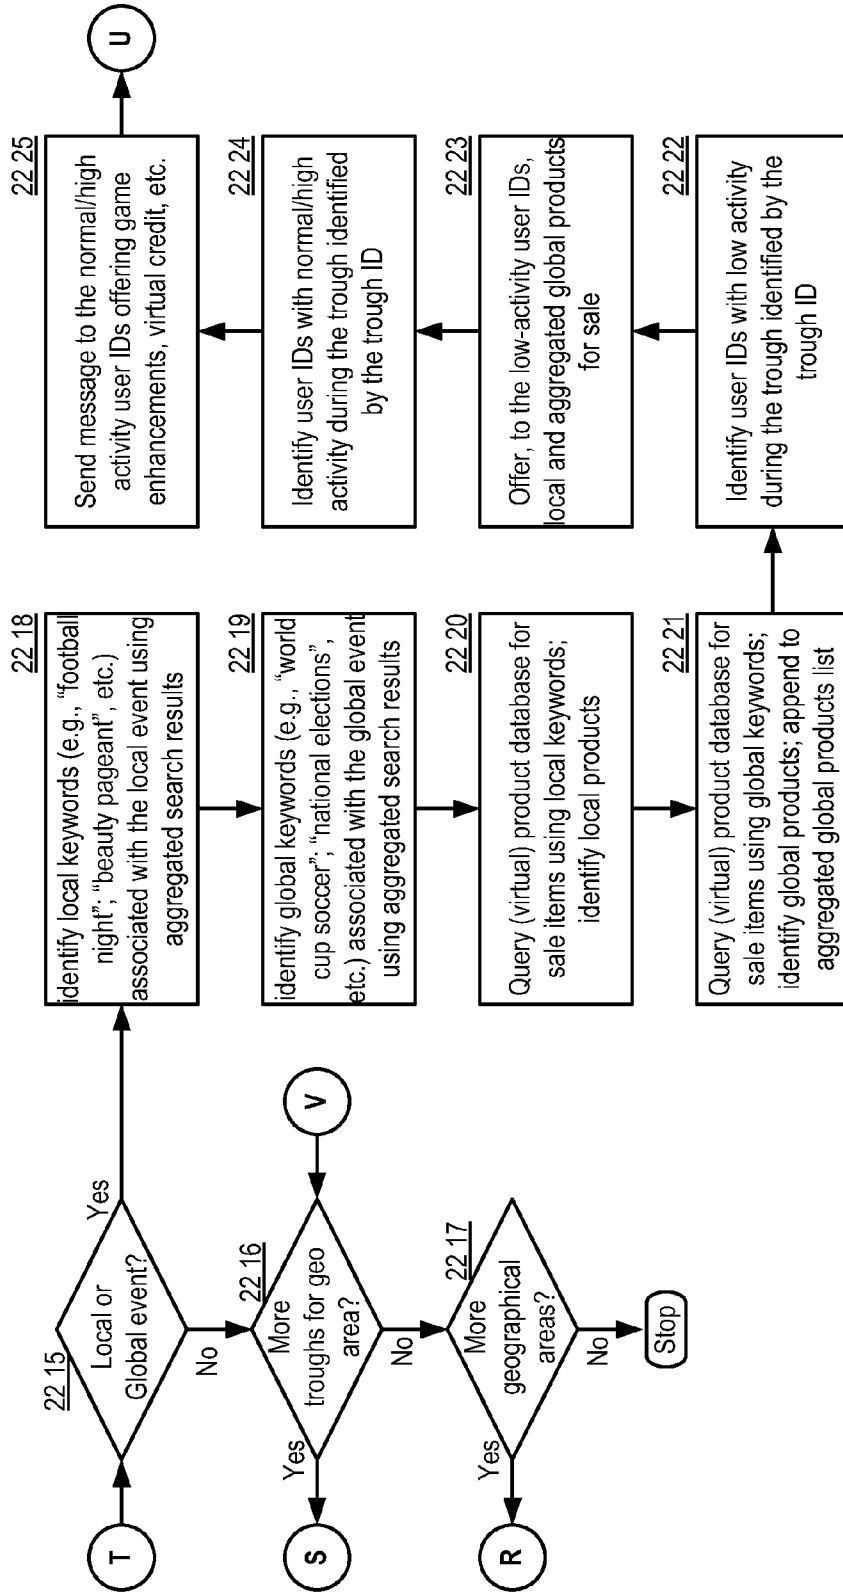 T
22 15
Local or
Global event?
Yes
No
S
Yes
22 16
More
troughs for geo
area?
V
No
R
Yes
22 17
More
geographical
areas?
No
Stop
22 18
identify local keywords (e.g., “football
night”; “beauty pageant”, etc.)
associated with the local event using
aggregated search results
22 19
identify global keywords (e.g., “world
cup soccer”; “national elections”,
etc.) associated with the global event
using aggregated search results
22 20
Query (virtual) product database for
sale items using local keywords;
identify local products
22 21
Query (virtual) product database for
sale items using global keywords;
identify global products; append to
aggregated global products list
22 22
Identify user IDs with low activity
during the trough identified by the
trough ID
22 23
Offer, to the low-activity user IDs,
local and aggregated global products
for sale
22 24
Identify user IDs with normal/high
activity during the trough identified
by the trough ID
22 25
Send message to the normal/high
activity user IDs offering game
enhancements, virtual credit, etc.
U